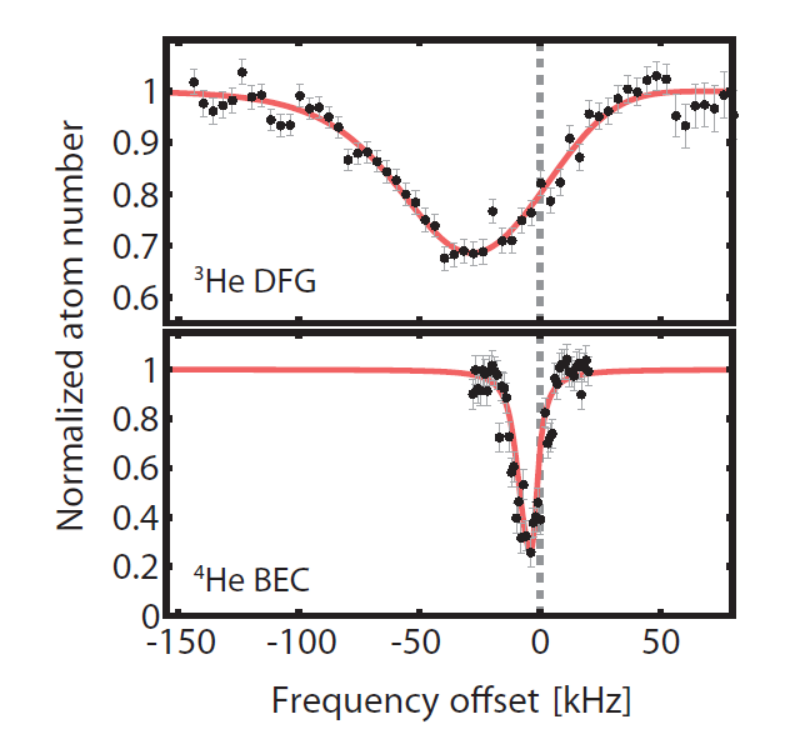 Normalized atom number
1
0.9
0.8
0.7
0.6
³He DFG
1
0.8
0.6
0.4
0.2
0
⁴He BEC
-150 -100 -50 0 50
Frequency offset [kHz]